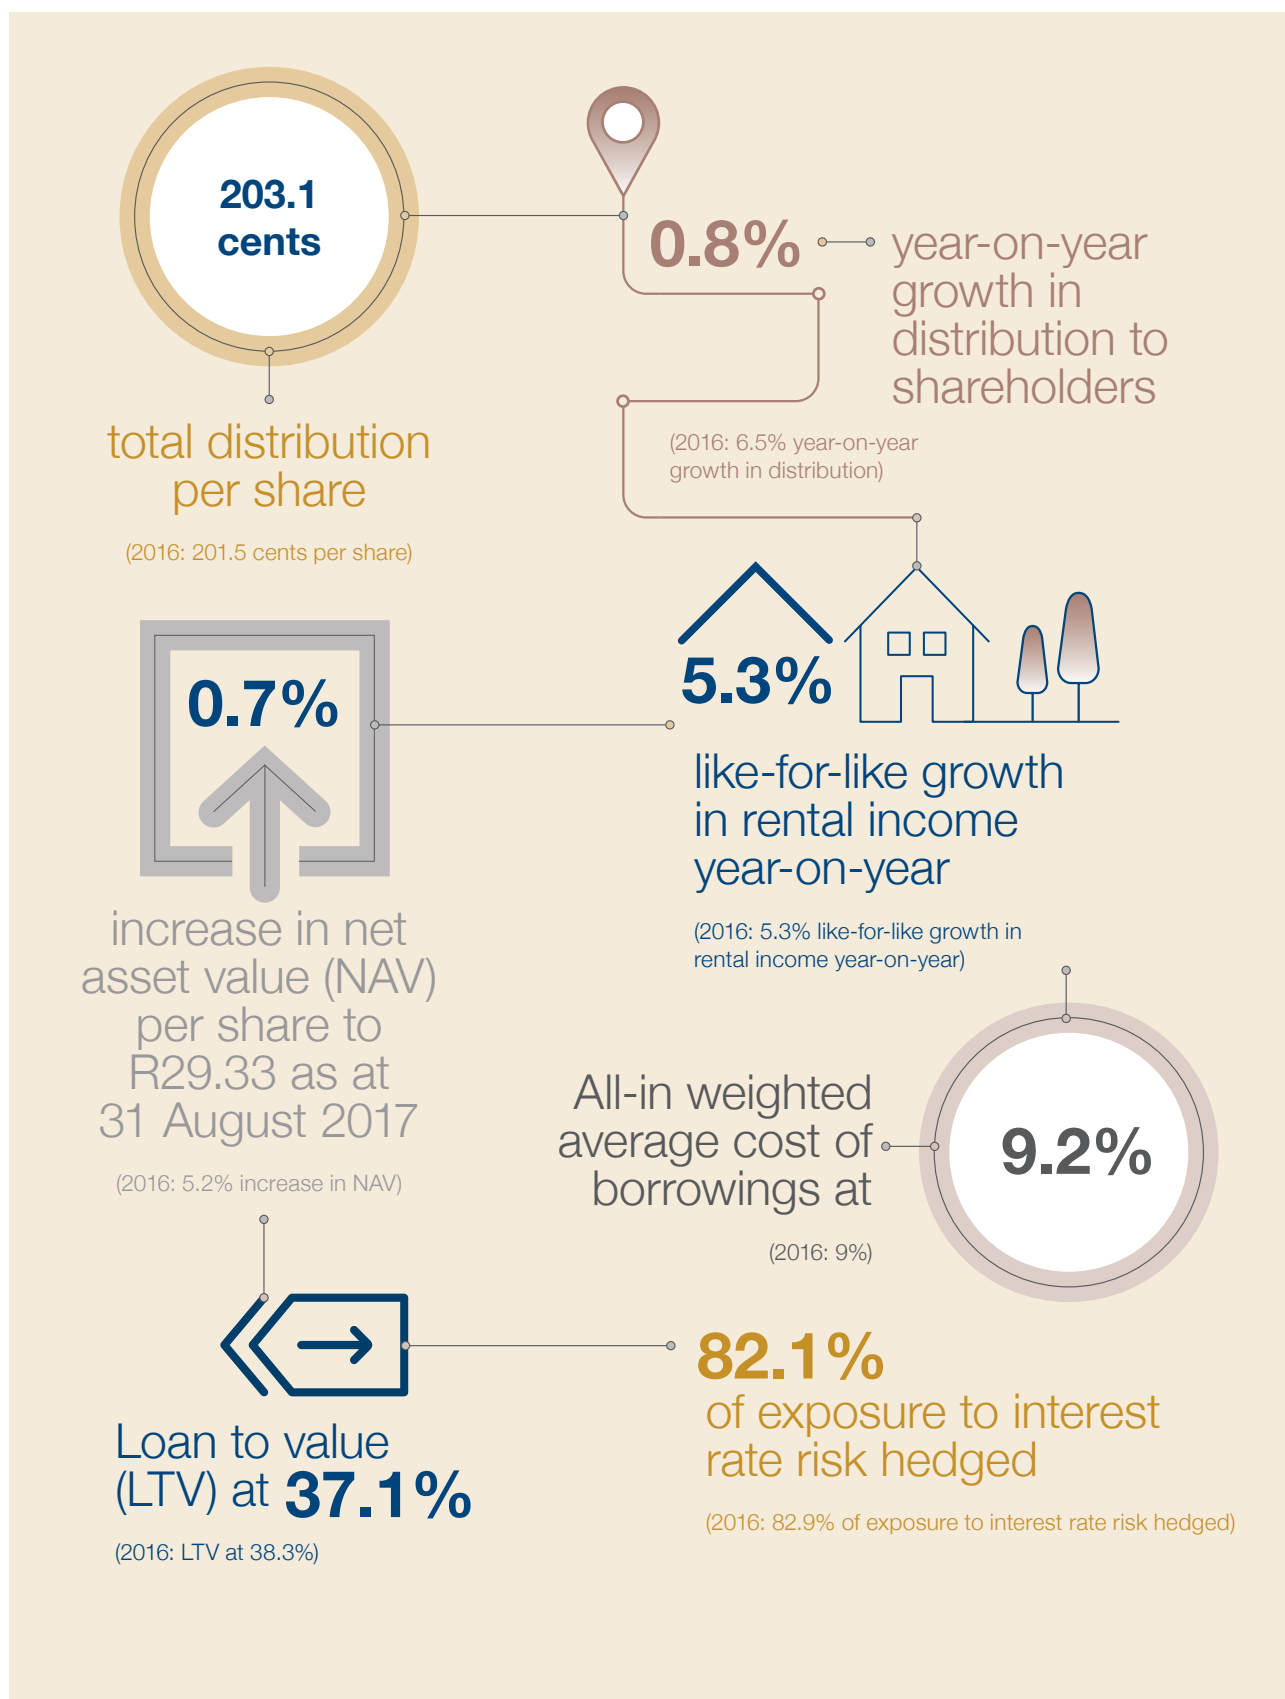 203.1
cents
total distribution
per share
(2016: 201.5 cents per share)
0.8%
year-on-year
growth in
distribution to
shareholders
(2016: 6.5% year-on-year
growth in distribution)
0.7%
increase in net
asset value (NAV)
per share to
R29.33 as at
31 August 2017
(2016: 5.2% increase in NAV)
5.3%
like-for-like growth
in rental income
year-on-year
(2016: 5.3% like-for-like growth in
rental income year-on-year)
All-in weighted
average cost of
borrowings at
9.2%
(2016: 9%)
Loan to value
(LTV) at 37.1%
(2016: LTV at 38.3%)
82.1%
of exposure to interest
rate risk hedged
(2016: 82.9% of exposure to interest rate risk hedged)